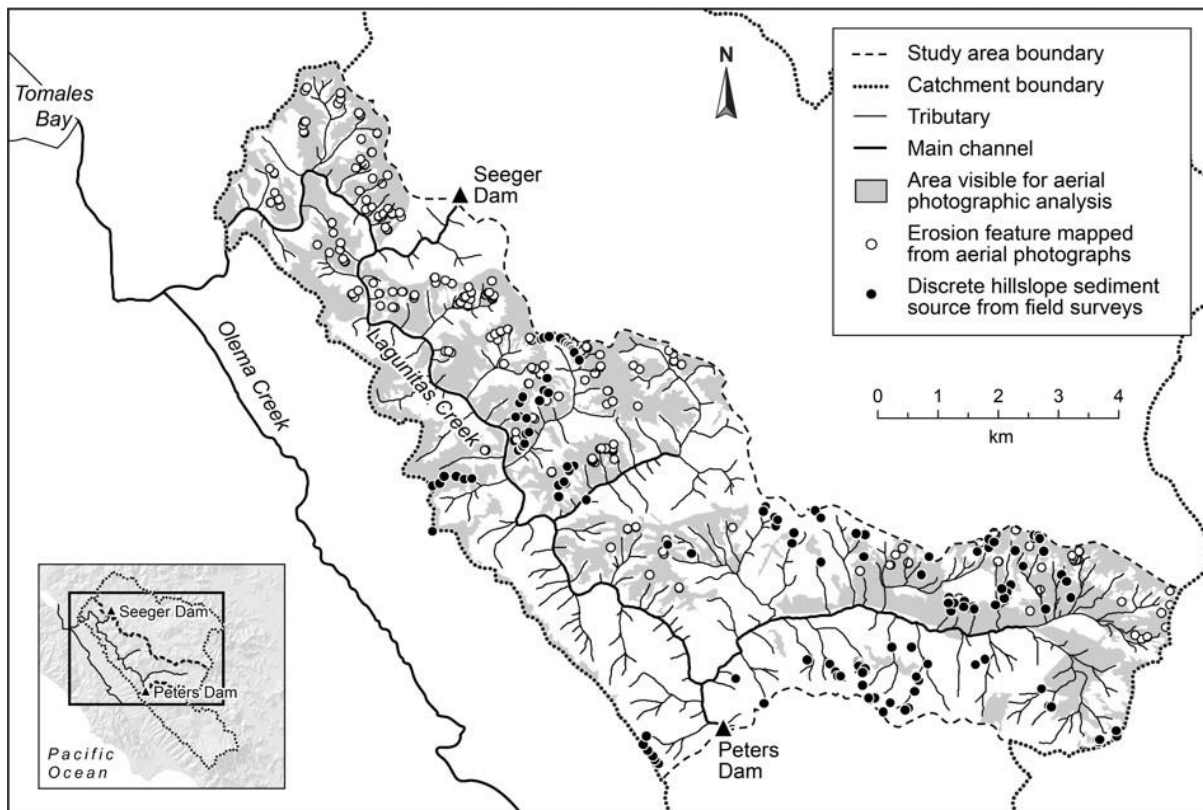 Tomales
Bay
N
Seeger
Dam
Study area boundary
Catchment boundary
Tributary
Main channel
Area visible for aerial
photographic analysis
Erosion feature mapped
from aerial photographs
Discrete hillslope sediment
source from field surveys
0 1 2 3 4
km
Olema Creek
Lagunitas Creek
Peters
Dam
Seeger Dam
Peters Dam
Pacific
Ocean